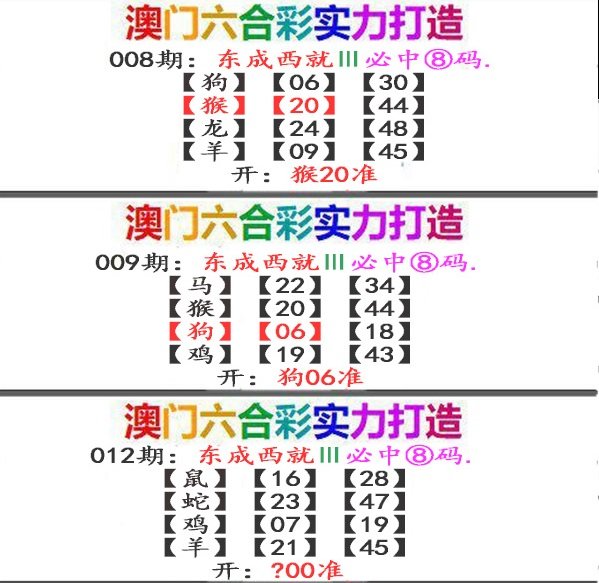 澳门六合彩实力打造
008期：东成西就III必中⑧码.
【狗】【06】【30】
【猴】【20】【44】
【龙】【24】【48】
【羊】【09】【45】
开：猴20准
澳门六合彩实力打造
009期：东成西就III必中⑧码.
【马】【22】【34】
【猴】【20】【44】
【狗】【06】【18】
【鸡】【19】【43】
开：狗06准
澳门六合彩实力打造
012期：东成西就III必中⑧码.
【鼠】【16】【28】
【蛇】【23】【47】
【鸡】【07】【19】
【羊】【21】【45】
开：?00准